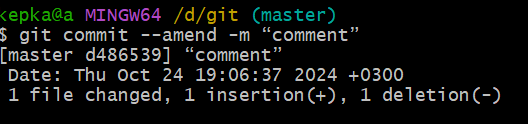 kepka@a MINGW64 /d/git (master)
$ git commit --amend -m “comment”
[master d486539] “comment”
 Date: Thu Oct 24 19:06:37 2024 +0300
 1 file changed, 1 insertion(+), 1 deletion(-)